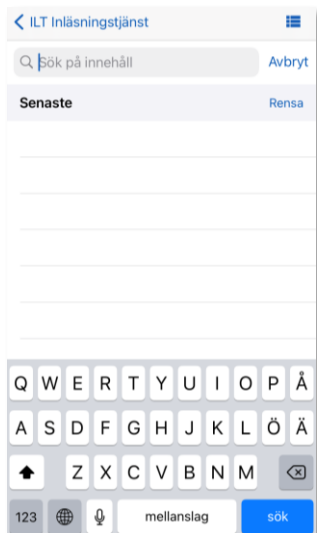 ILT Inläsningstjänst
Sök på innehåll
Avbryt
Senaste
Rensa
Q W E R T Y U I O P Å
A S D F G H J K L Ö Ä
Z X C V B N M
123 mellanslag sök